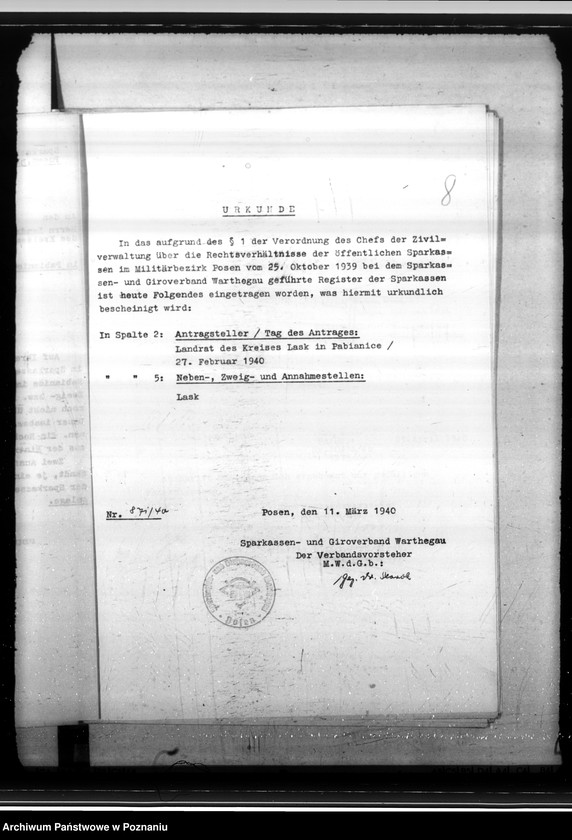 8
URKUNDE
In das aufgrund des § 1 der Verordnung des Chefs der Zivil=
verwaltung über die Rechtsverhältnisse der öffentlichen Sparkas=
sen im Militärbezirk Posen vom 25. Oktober 1939 bei dem Sparkas=
sen- und Giroverband Warthegau geführte Register der Sparkassen
ist heute Folgendes eingetragen worden, was hiermit urkundlich
bescheinigt wird:
In Spalte 2: Antragsteller / Tag des Antrages:
Landrat des Kreises Lask in Pabianice /
27. Februar 1940
" " 5: Neben-, Zweig- und Annahmestellen:
Lask
Nr. 871/40
Posen, den 11. März 1940
Sparkassen- und Giroverband Warthegau
Der Verbandsvorsteher
M.W.d.G.b.:
gez. Dr.
Posen
Archiwum Państwowe w Poznaniu